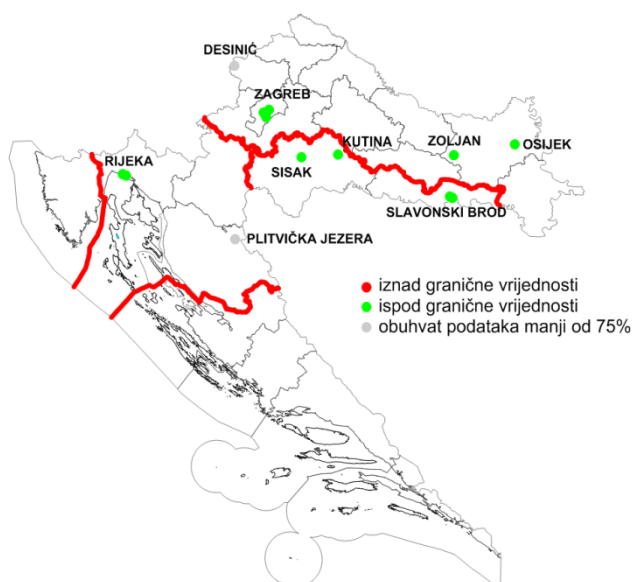 DESINIĆ
ZAGREB
KUTINA
ZOLJAN
OSIJEK
RIJEKA
SISAK
SLAVONSKI BROD
PLITVIČKA JEZERA
iznad granične vrijednosti
ispod granične vrijednosti
obuhvat podataka manji od 75%